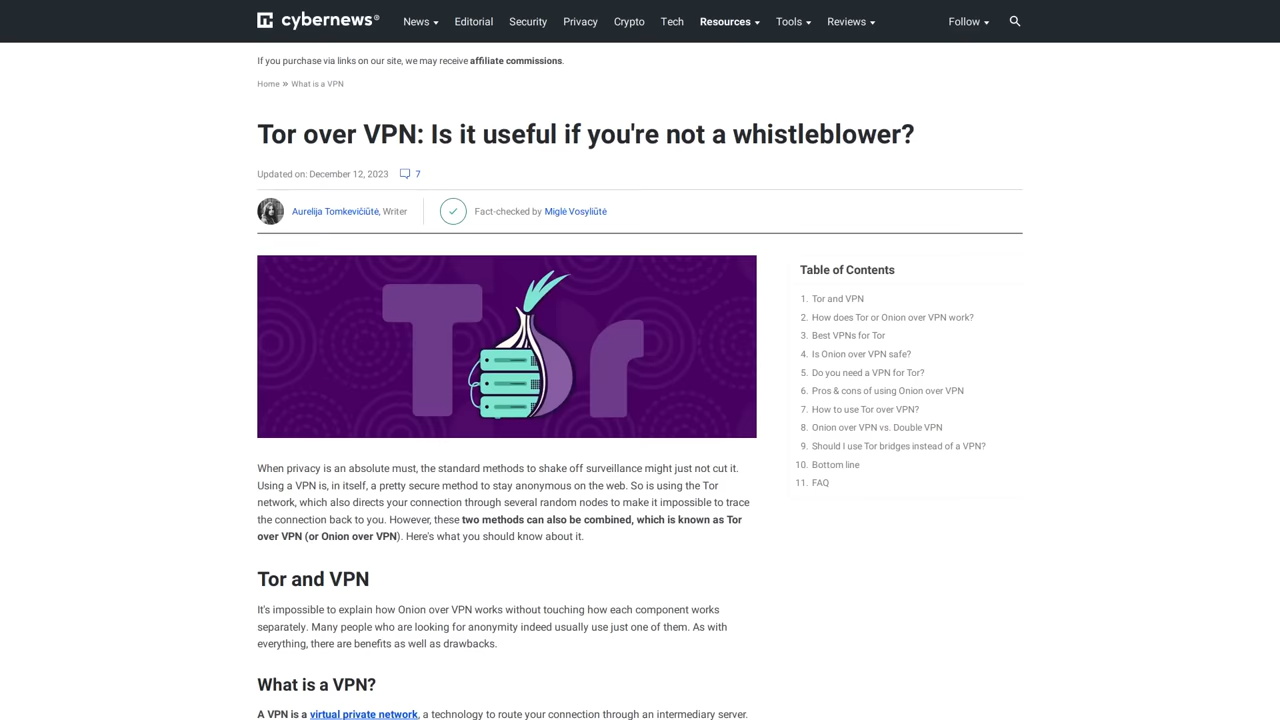 cybernews®
News
Editorial
Security
Privacy
Crypto
Tech
Resources
Tools
Reviews
Follow
If you purchase via links on our site, we may receive affiliate commissions.
Home » What is a VPN
Tor over VPN: Is it useful if you're not a whistleblower?
Updated on: December 12, 2023
7
Aurelija Tomkevičiūtė, Writer
Fact-checked by Miglė Vosyliūtė
Tor
When privacy is an absolute must, the standard methods to shake off surveillance might just not cut it.
Using a VPN is, in itself, a pretty secure method to stay anonymous on the web. So is using the Tor
network, which also directs your connection through several random nodes to make it impossible to trace
the connection back to you. However, these two methods can also be combined, which is known as Tor
over VPN (or Onion over VPN). Here's what you should know about it.
Tor and VPN
It's impossible to explain how Onion over VPN works without touching how each component works
separately. Many people who are looking for anonymity indeed usually use just one of them. As with
everything, there are benefits as well as drawbacks.
What is a VPN?
A VPN is a virtual private network, a technology to route your connection through an intermediary server.
Table of Contents
1. Tor and VPN
2. How does Tor or Onion over VPN work?
3. Best VPNs for Tor
4. Is Onion over VPN safe?
5. Do you need a VPN for Tor?
6. Pros & cons of using Onion over VPN
7. How to use Tor over VPN?
8. Onion over VPN vs. Double VPN
9. Should I use Tor bridges instead of a VPN?
10. Bottom line
11. FAQ